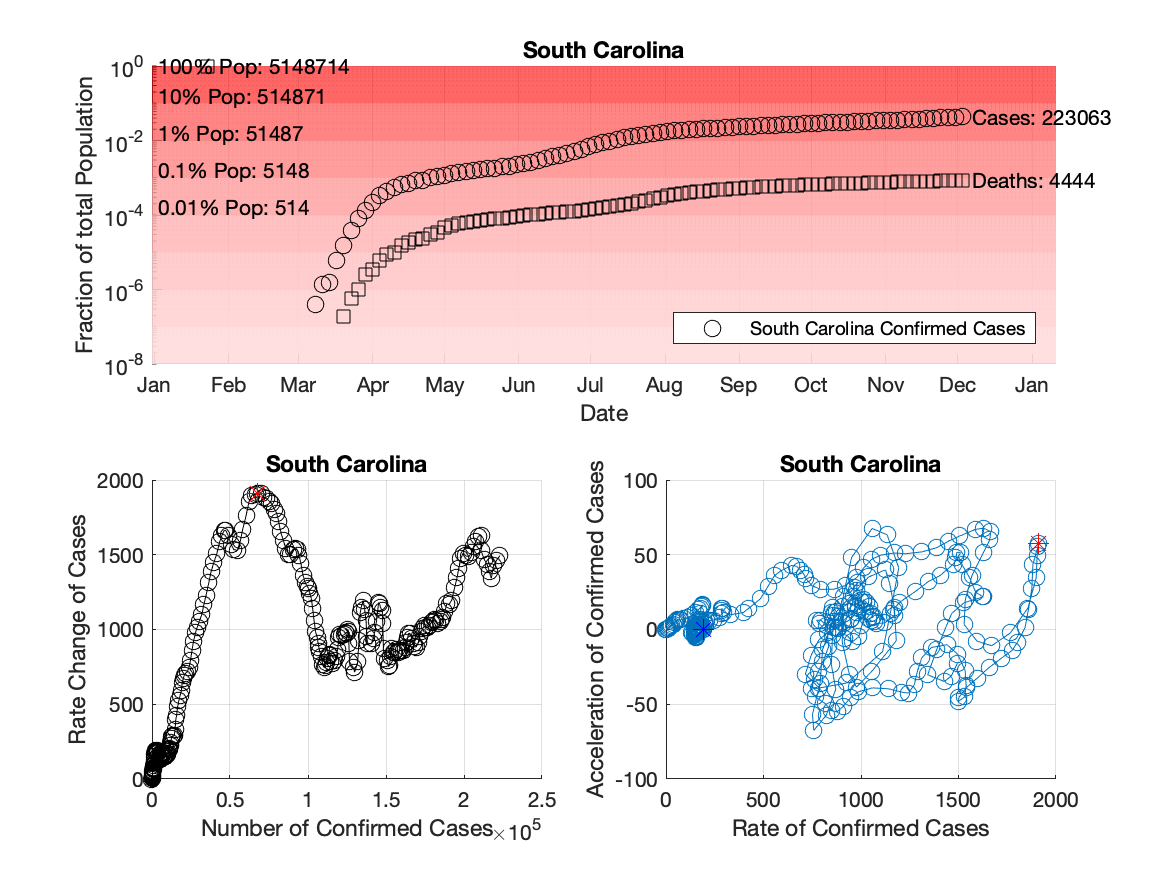 South Carolina
10^0
10^-2
10^-4
10^-6
10^-8
Fraction of total Population
100% Pop: 5148714
10% Pop: 514871
1% Pop: 51487
0.1% Pop: 5148
0.01% Pop: 514
Cases: 223063
Deaths: 4444
South Carolina Confirmed Cases
Jan Feb Mar Apr May Jun Jul Aug Sep Oct Nov Dec Jan
Date
South Carolina
2000
1500
1000
500
0
Rate Change of Cases
0 0.5 1 1.5 2 2.5
Number of Confirmed Cases ×10^5
South Carolina
100
50
0
-50
-100
Acceleration of Confirmed Cases
0 500 1000 1500 2000
Rate of Confirmed Cases